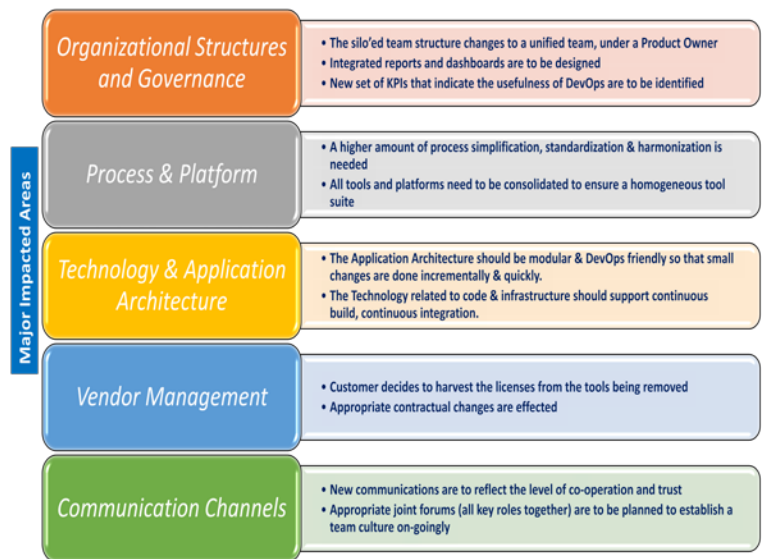 Major Impacted Areas
Organizational Structures
and Governance
• The silo'ed team structure changes to a unified team, under a Product Owner
• Integrated reports and dashboards are to be designed
• New set of KPIs that indicate the usefulness of DevOps are to be identified
Process & Platform
• A higher amount of process simplification, standardization & harmonization is
needed
• All tools and platforms need to be consolidated to ensure a homogeneous tool
suite
Technology & Application
Architecture
• The Application Architecture should be modular & DevOps friendly so that small
changes are done incrementally & quickly.
• The Technology related to code & infrastructure should support continuous
build, continuous integration.
Vendor Management
• Customer decides to harvest the licenses from the tools being removed
• Appropriate contractual changes are effected
Communication Channels
• New communications are to reflect the level of co-operation and trust
• Appropriate joint forums (all key roles together) are to be planned to establish a
team culture on-goingly